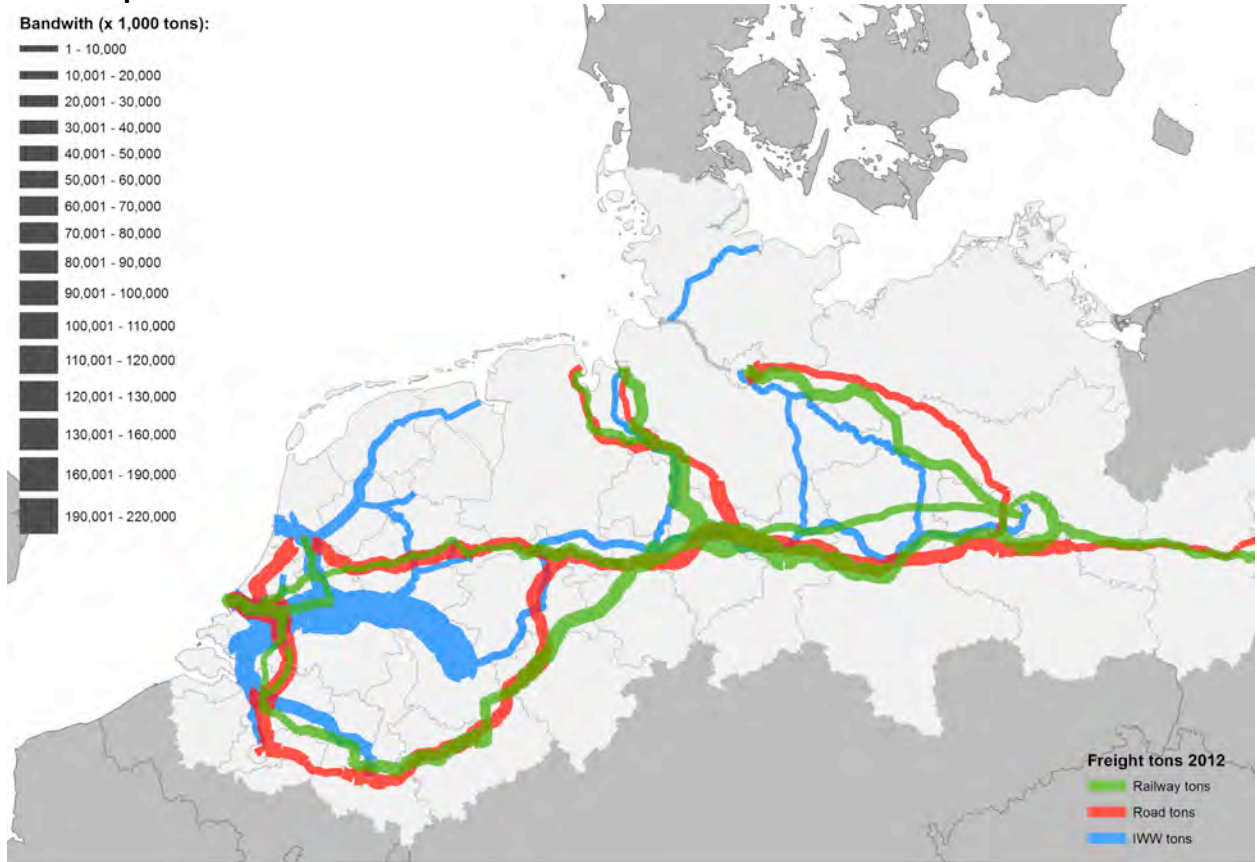 Bandwith (x 1,000 tons):
1 - 10,000
10,001 - 20,000
20,001 - 30,000
30,001 - 40,000
40,001 - 50,000
50,001 - 60,000
60,001 - 70,000
70,001 - 80,000
80,001 - 90,000
90,001 - 100,000
100,001 - 110,000
110,001 - 120,000
120,001 - 130,000
130,001 - 160,000
160,001 - 190,000
190,001 - 220,000
Freight tons 2012
Railway tons
Road tons
IWW tons